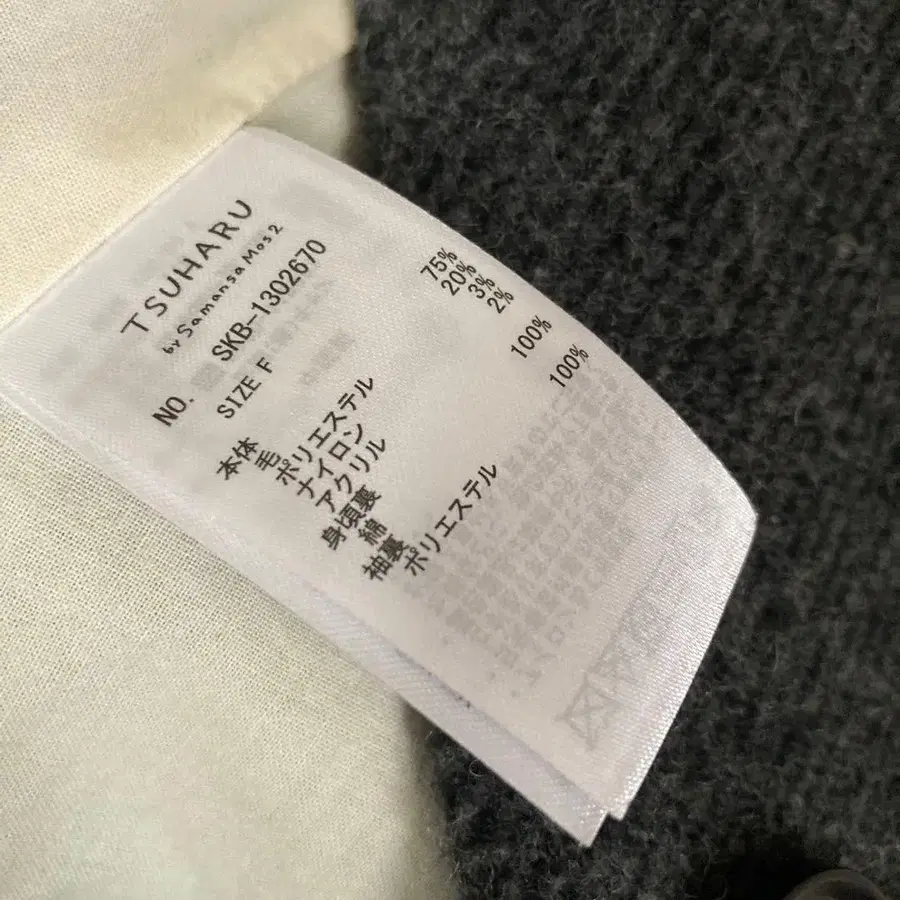 TSUHARU
by Samansa Mos2
NO. SKB-1302670
SIZE F
本体
毛 75%
ポリエステル 20%
ナイロン 3%
アクリル 2%
身頃裏
綿 100%
袖裏
ポリエステル 100%